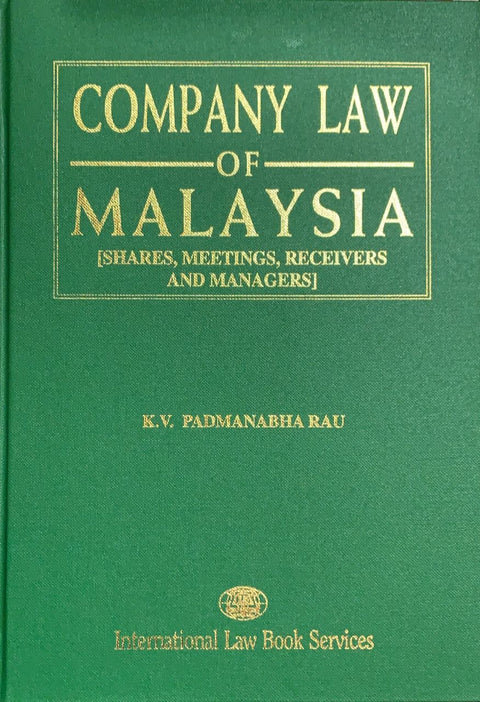 COMPANY LAW
OF
MALAYSIA
[SHARES, MEETINGS, RECEIVERS
AND MANAGERS]
K.V. PADMANABHA RAU
International Law Book Services